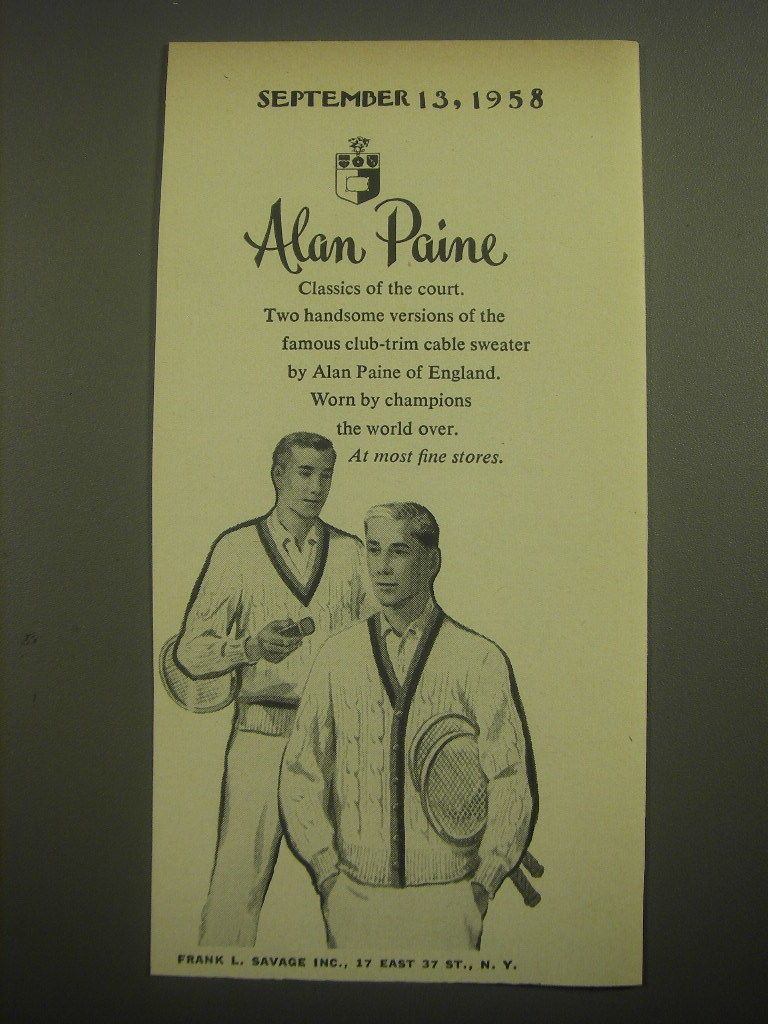 SEPTEMBER 13, 1958
Alan Paine
Classics of the court.
Two handsome versions of the
famous club-trim cable sweater
by Alan Paine of England.
Worn by champions
the world over.
At most fine stores.
FRANK L. SAVAGE INC., 17 EAST 37 ST., N. Y.